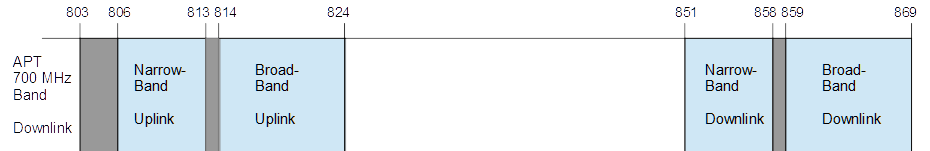 803 806 813 814 824 851 858 859 869
APT
700 MHz
Band
Downlink
Narrow-
Band
Uplink
Broad-
Band
Uplink
Narrow-
Band
Downlink
Broad-
Band
Downlink